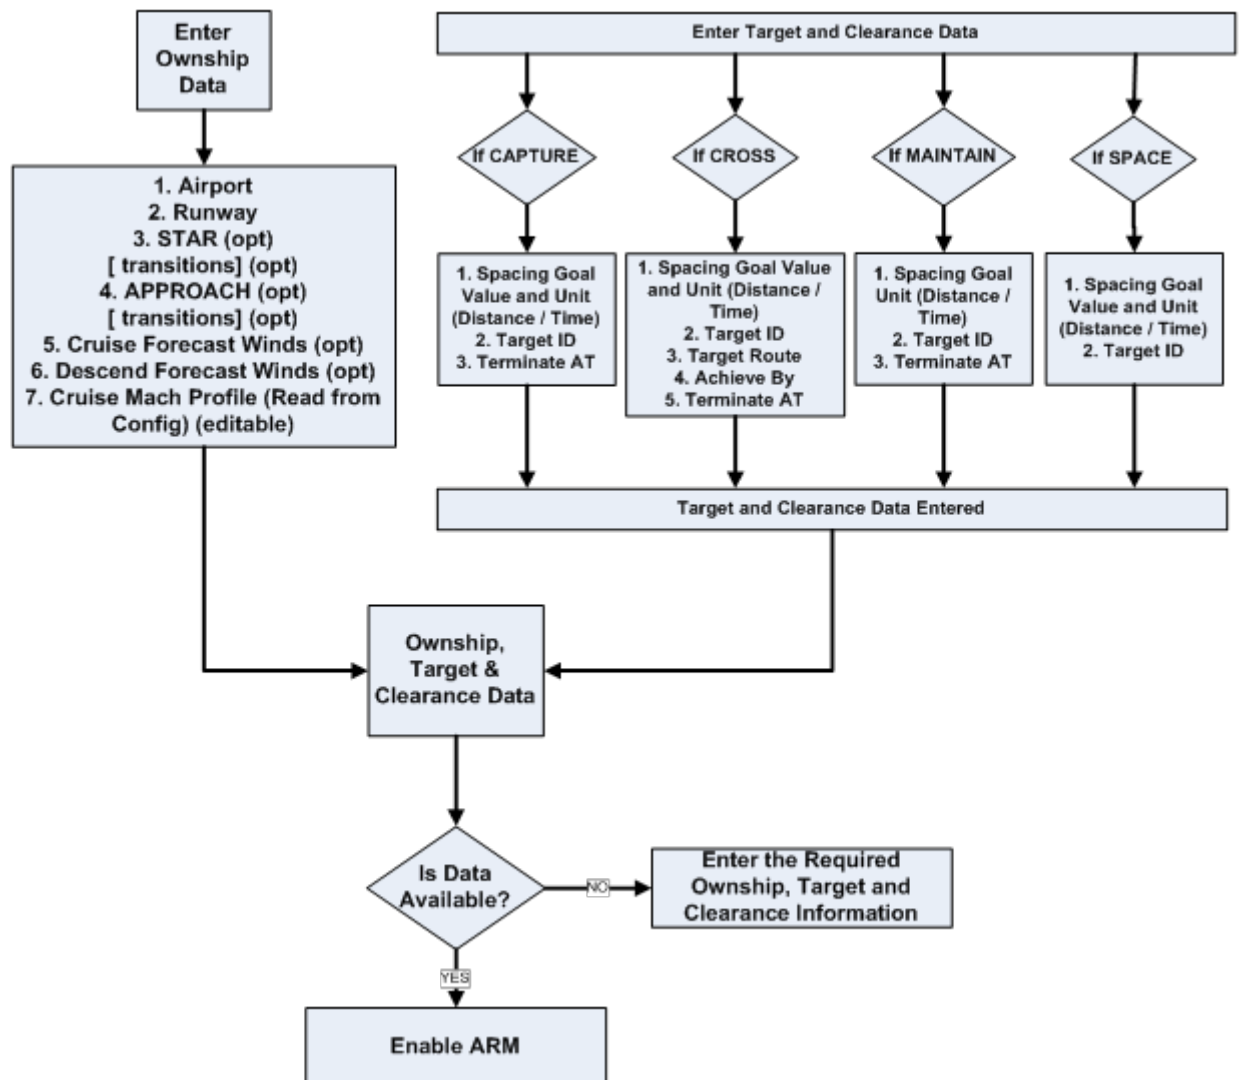 Enter
Ownship
Data
1. Airport
2. Runway
3. STAR (opt)
[ transitions] (opt)
4. APPROACH (opt)
[ transitions] (opt)
5. Cruise Forecast Winds (opt)
6. Descend Forecast Winds (opt)
7. Cruise Mach Profile (Read from
Config) (editable)
Enter Target and Clearance Data
If CAPTURE
If CROSS
If MAINTAIN
If SPACE
1. Spacing Goal
Value and Unit
(Distance / Time)
2. Target ID
3. Terminate AT
1. Spacing Goal Value
and Unit (Distance /
Time)
2. Target ID
3. Target Route
4. Achieve By
5. Terminate AT
1. Spacing Goal
Unit (Distance /
Time)
2. Target ID
3. Terminate AT
1. Spacing Goal
Value and Unit
(Distance / Time)
2. Target ID
Target and Clearance Data Entered
Ownship,
Target &
Clearance Data
Is Data
Available?
NO
Enter the Required
Ownship, Target and
Clearance Information
YES
Enable ARM